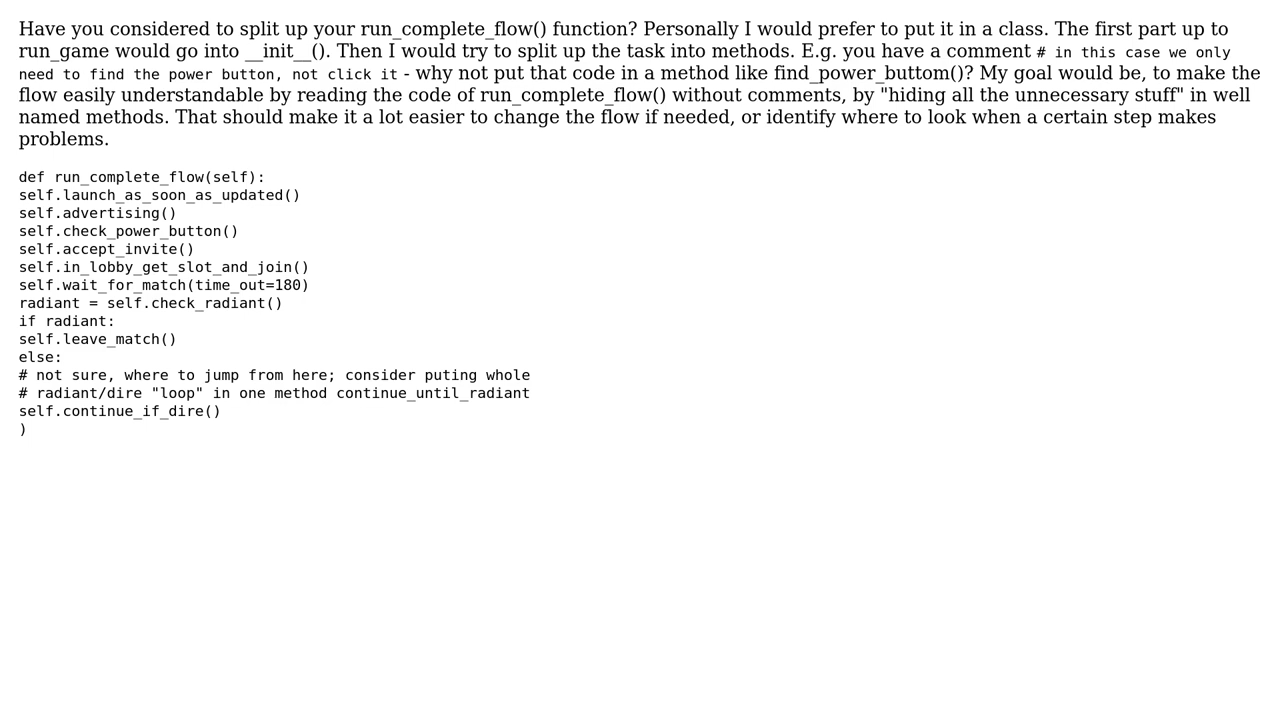 Have you considered to split up your run_complete_flow() function? Personally I would prefer to put it in a class. The first part up to
run_game would go into __init__(). Then I would try to split up the task into methods. E.g. you have a comment # in this case we only
need to find the power button, not click it - why not put that code in a method like find_power_buttom()? My goal would be, to make the
flow easily understandable by reading the code of run_complete_flow() without comments, by "hiding all the unnecessary stuff" in well
named methods. That should make it a lot easier to change the flow if needed, or identify where to look when a certain step makes
problems.
def run_complete_flow(self):
self.launch_as_soon_as_updated()
self.advertising()
self.check_power_button()
self.accept_invite()
self.in_lobby_get_slot_and_join()
self.wait_for_match(time_out=180)
radiant = self.check_radiant()
if radiant:
self.leave_match()
else:
# not sure, where to jump from here; consider puting whole
# radiant/dire "loop" in one method continue_until_radiant
self.continue_if_dire()
)